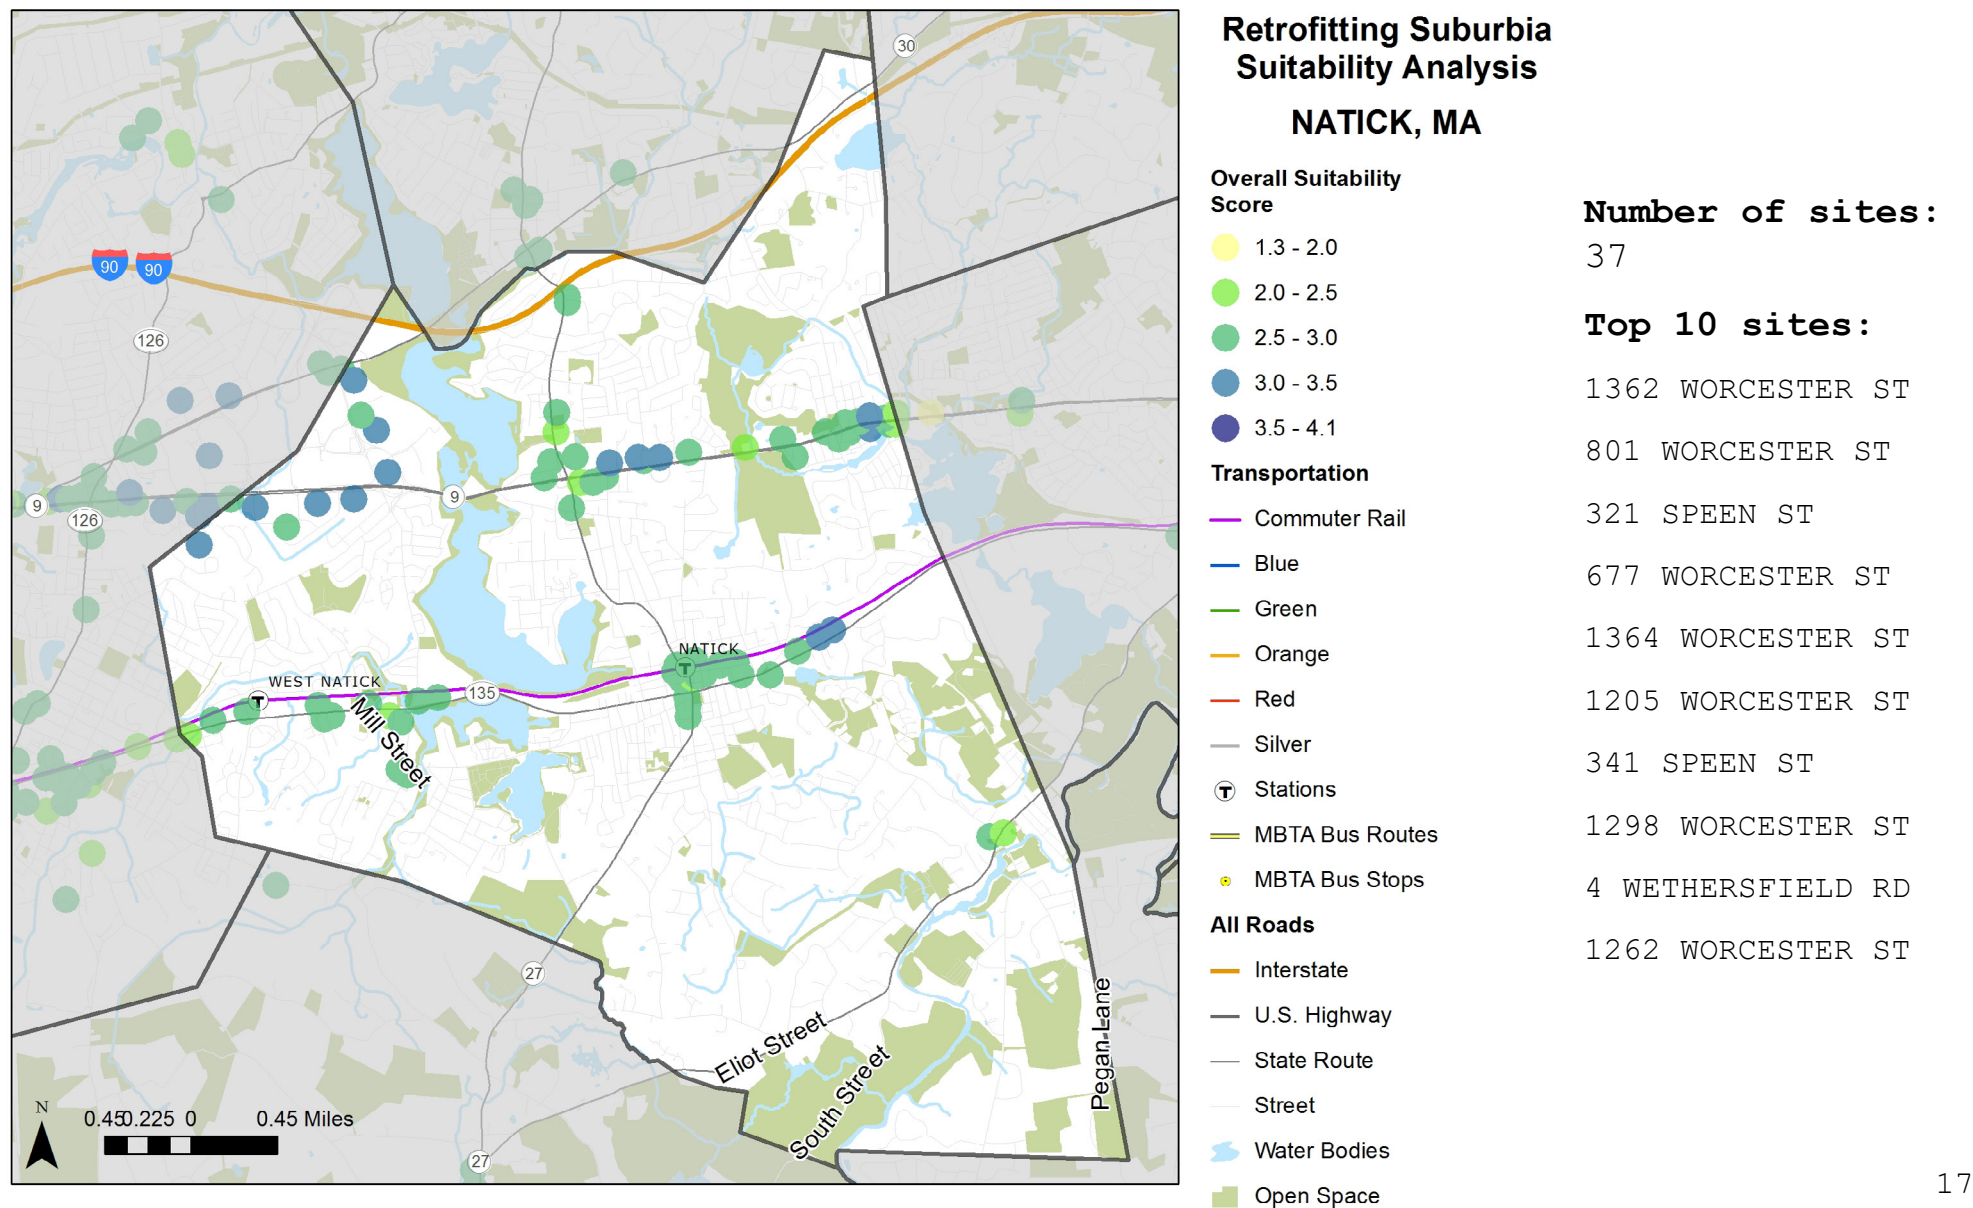 30
90
90
126
9
126
9
NATICK
WEST NATICK
135
Mill Street
27
Eliot Street
South Street
Pegan Lane
27
N
0.45 0.225 0 0.45 Miles
Retrofitting Suburbia
Suitability Analysis
NATICK, MA
Overall Suitability
Score
1.3 - 2.0
2.0 - 2.5
2.5 - 3.0
3.0 - 3.5
3.5 - 4.1
Transportation
Commuter Rail
Blue
Green
Orange
Red
Silver
T Stations
MBTA Bus Routes
MBTA Bus Stops
All Roads
Interstate
U.S. Highway
State Route
Street
Water Bodies
Open Space
Number of sites:
37
Top 10 sites:
1362 WORCESTER ST
801 WORCESTER ST
321 SPEEN ST
677 WORCESTER ST
1364 WORCESTER ST
1205 WORCESTER ST
341 SPEEN ST
1298 WORCESTER ST
4 WETHERSFIELD RD
1262 WORCESTER ST
17